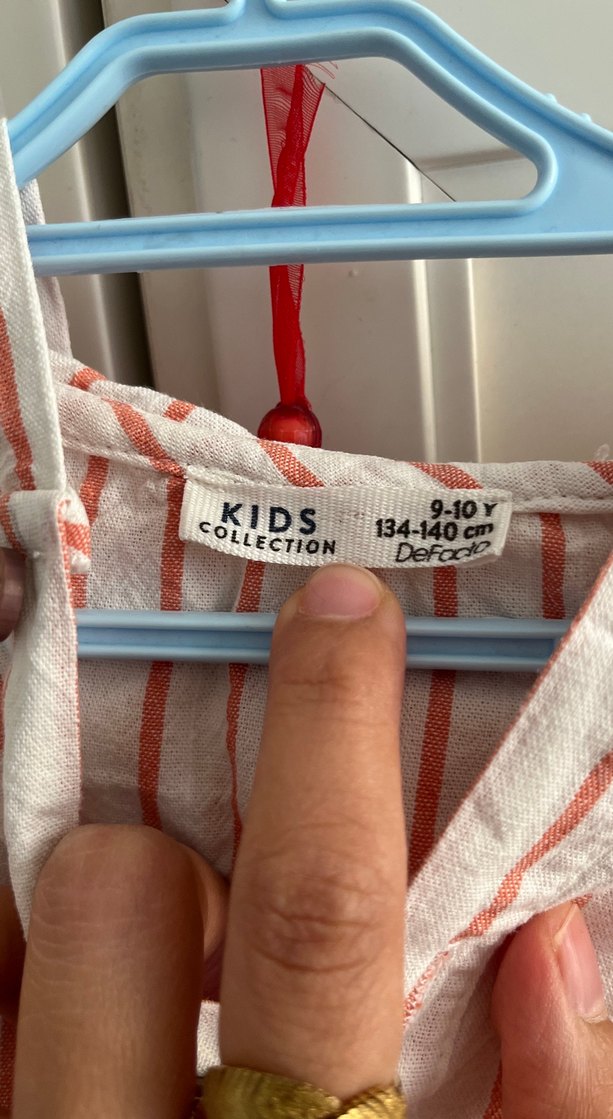 KIDS
COLLECTION
9-10 Y
134-140 cm
DeFacto